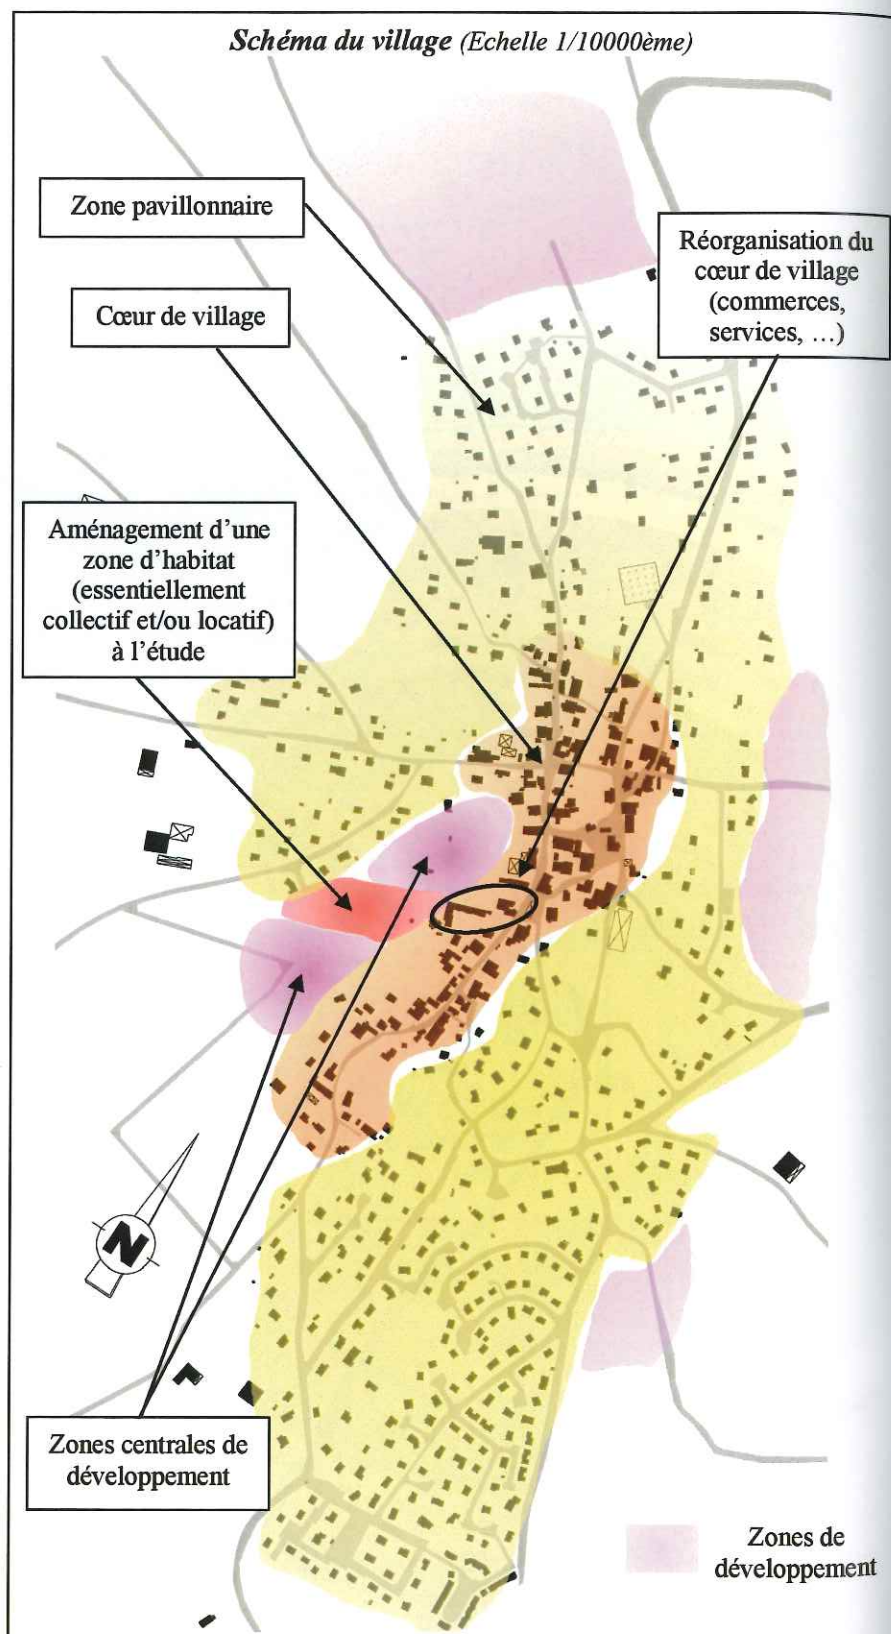 Schéma du village (Echelle 1/10000ème)
Zone pavillonnaire
Réorganisation du
cœur de village
(commerces,
services, …)
Cœur de village
Aménagement d'une
zone d'habitat
(essentiellement
collectif et/ou locatif)
à l'étude
N
Zones centrales de
développement
Zones de
développement